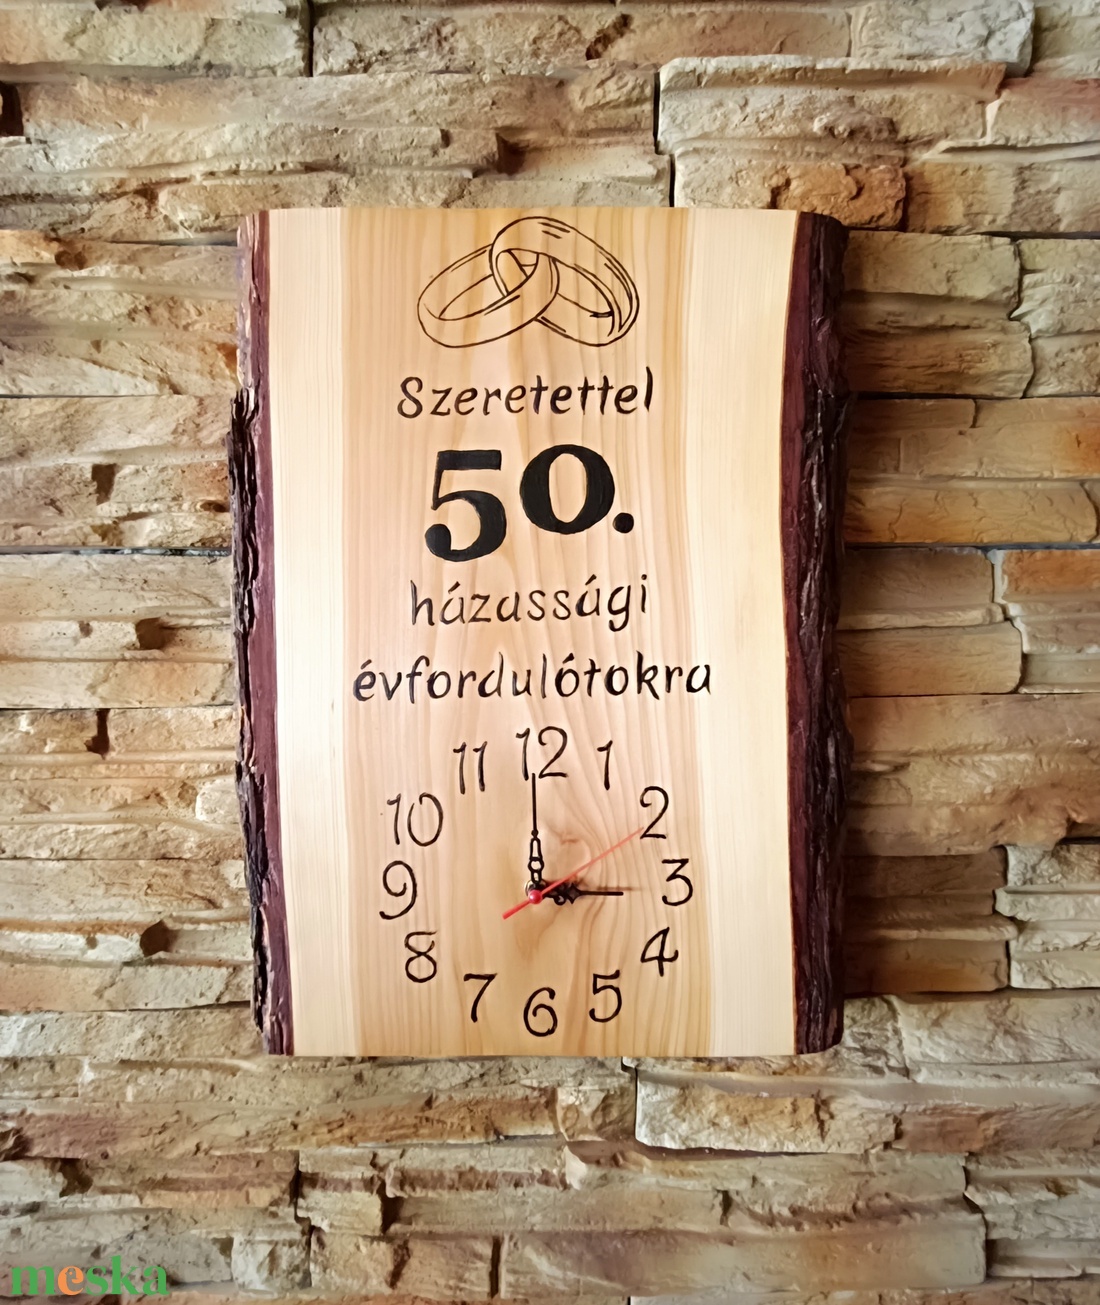 Szeretettel
50.
házassági
évfordulótokra
12
11 1
10 2
9 3
8 4
7 5
6
meska